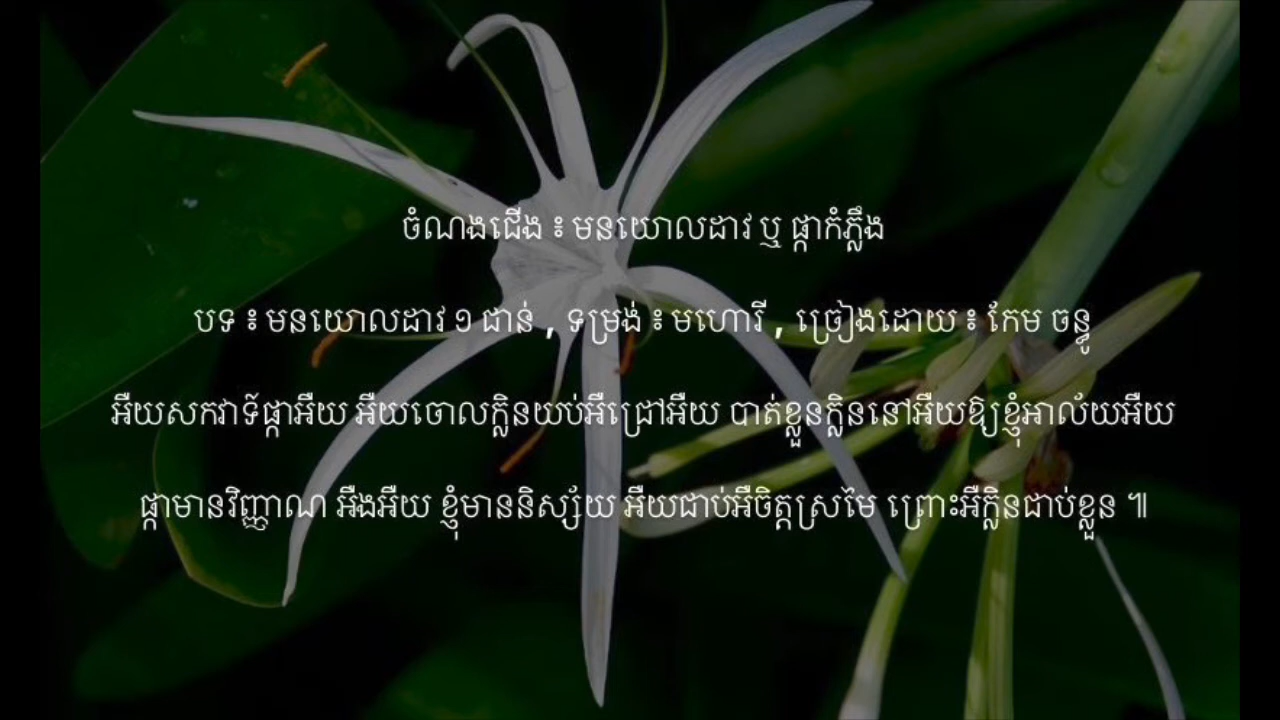 ចំណងជើង ៖ មនយោលដាវ ឬ ផ្កាកំភ្លឹង
បទ ៖ មនយោលដាវ ១ ជាន់ , ទម្រង់ ៖ មហោរី , ច្រៀងដោយ ៖ កែម ចន្ធូ
អឺយសកវាទ៍ផ្កាអឺយ អឺយចោលក្លិនយប់អឺជ្រៅអឺយ បាត់ខ្លួនក្លិននៅអឺយឱ្យខ្ញុំអាល័យអឺយ
ផ្កាមានវិញ្ញាណ អឺងអឺយ ខ្ញុំមាននិស្ស័យ អឺយជាប់អឺចិត្តស្រមៃ ព្រោះអឺក្លិនជាប់ខ្លួន ៕